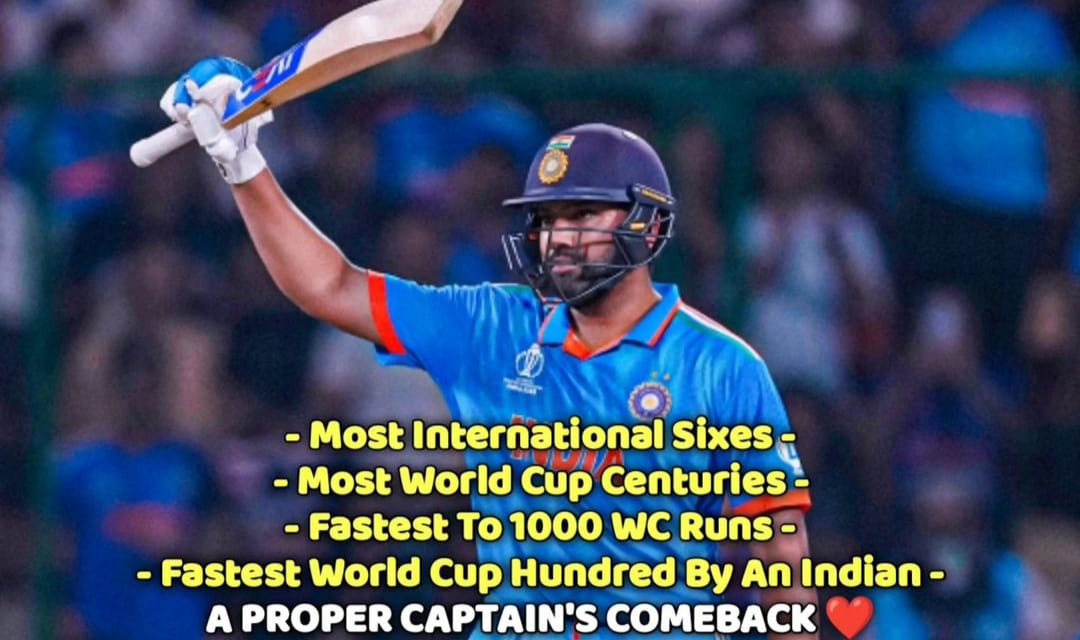 INDIA
- Most International Sixes -
- Most World Cup Centuries -
- Fastest To 1000 WC Runs -
- Fastest World Cup Hundred By An Indian -
A PROPER CAPTAIN'S COMEBACK ❤️